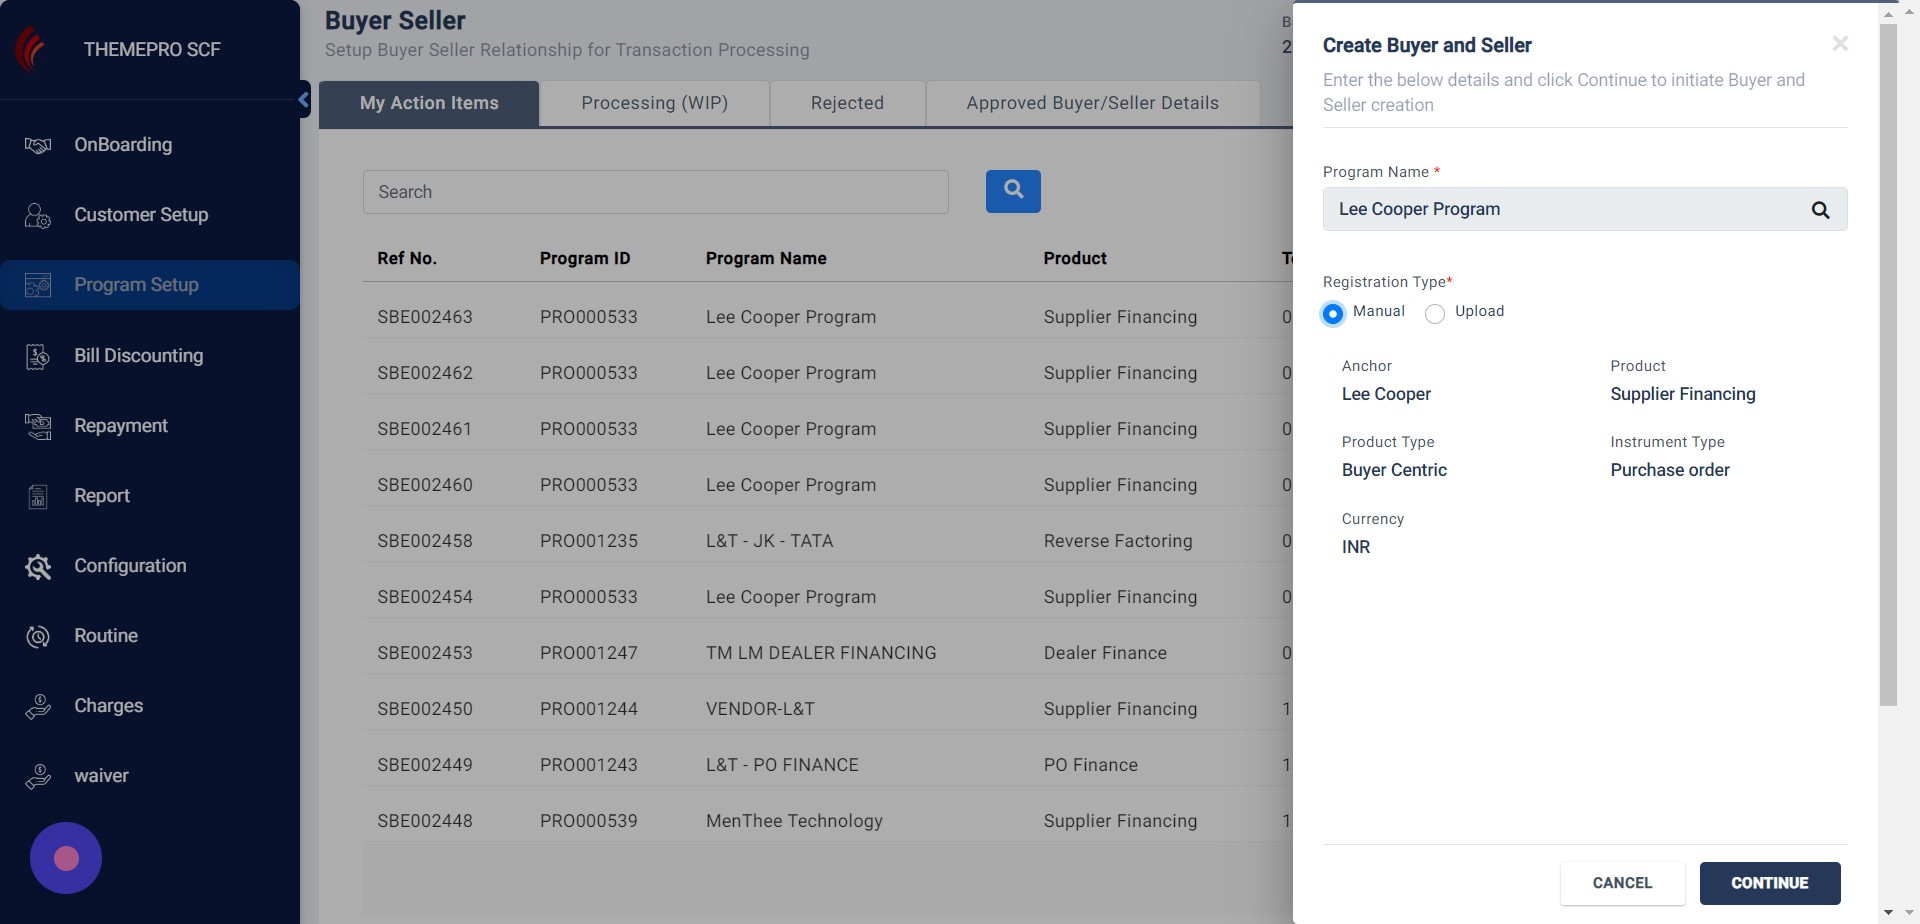 THEMEPRO SCF
OnBoarding
Customer Setup
Program Setup
Bill Discounting
Repayment
Report
Configuration
Routine
Charges
waiver
Buyer Seller
Setup Buyer Seller Relationship for Transaction Processing
My Action Items
Processing (WIP)
Rejected
Approved Buyer/Seller Details
Search
Ref No. Program ID Program Name Product
SBE002463 PRO000533 Lee Cooper Program Supplier Financing 0
SBE002462 PRO000533 Lee Cooper Program Supplier Financing 0
SBE002461 PRO000533 Lee Cooper Program Supplier Financing 0
SBE002460 PRO000533 Lee Cooper Program Supplier Financing 0
SBE002458 PRO001235 L&T - JK - TATA Reverse Factoring 0
SBE002454 PRO000533 Lee Cooper Program Supplier Financing 0
SBE002453 PRO001247 TM LM DEALER FINANCING Dealer Finance 0
SBE002450 PRO001244 VENDOR-L&T Supplier Financing 1
SBE002449 PRO001243 L&T - PO FINANCE PO Finance 1
SBE002448 PRO000539 MenThee Technology Supplier Financing 1
Create Buyer and Seller
Enter the below details and click Continue to initiate Buyer and
Seller creation
Program Name *
Lee Cooper Program
Registration Type*
Manual Upload
Anchor Product
Lee Cooper Supplier Financing
Product Type Instrument Type
Buyer Centric Purchase order
Currency
INR
CANCEL CONTINUE